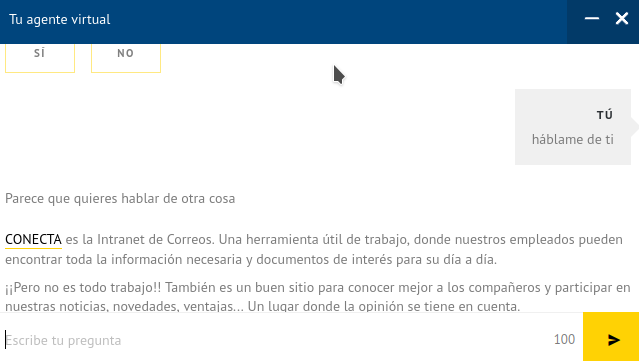 Tu agente virtual
SÍ
NO
TÚ
háblame de ti
Parece que quieres hablar de otra cosa
CONECTA es la Intranet de Correos. Una herramienta útil de trabajo, donde nuestros empleados pueden
encontrar toda la información necesaria y documentos de interés para su día a día.
¡¡Pero no es todo trabajo!! También es un buen sitio para conocer mejor a los compañeros y participar en
nuestras noticias, novedades, ventajas... Un lugar donde la opinión se tiene en cuenta.
Escribe tu pregunta
100